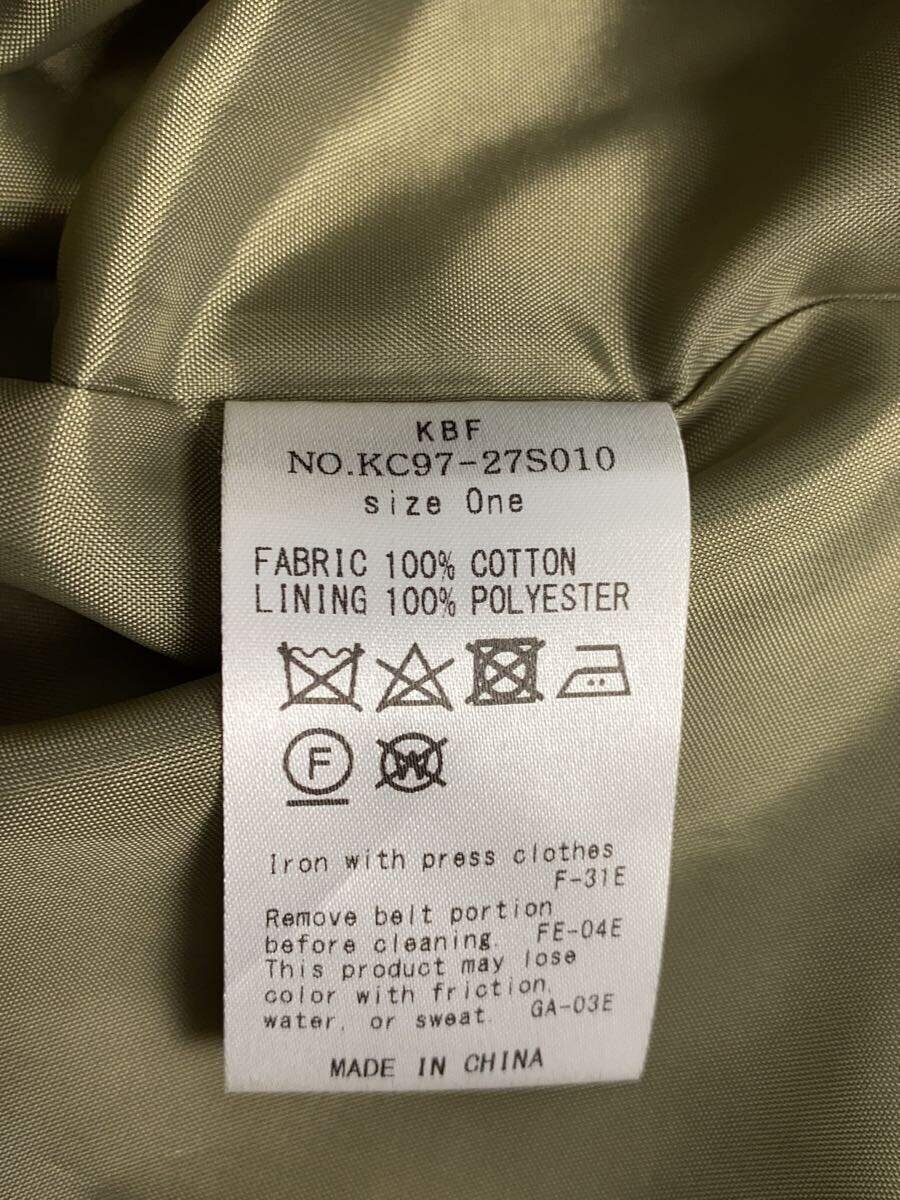 KBF
NO.KC97-27S010
size One
FABRIC 100% COTTON
LINING 100% POLYESTER
F W
Iron with press clothes
F-31E
Remove belt portion
before cleaning. FE-04E
This product may lose
color with friction,
water, or sweat. GA-03E
MADE IN CHINA